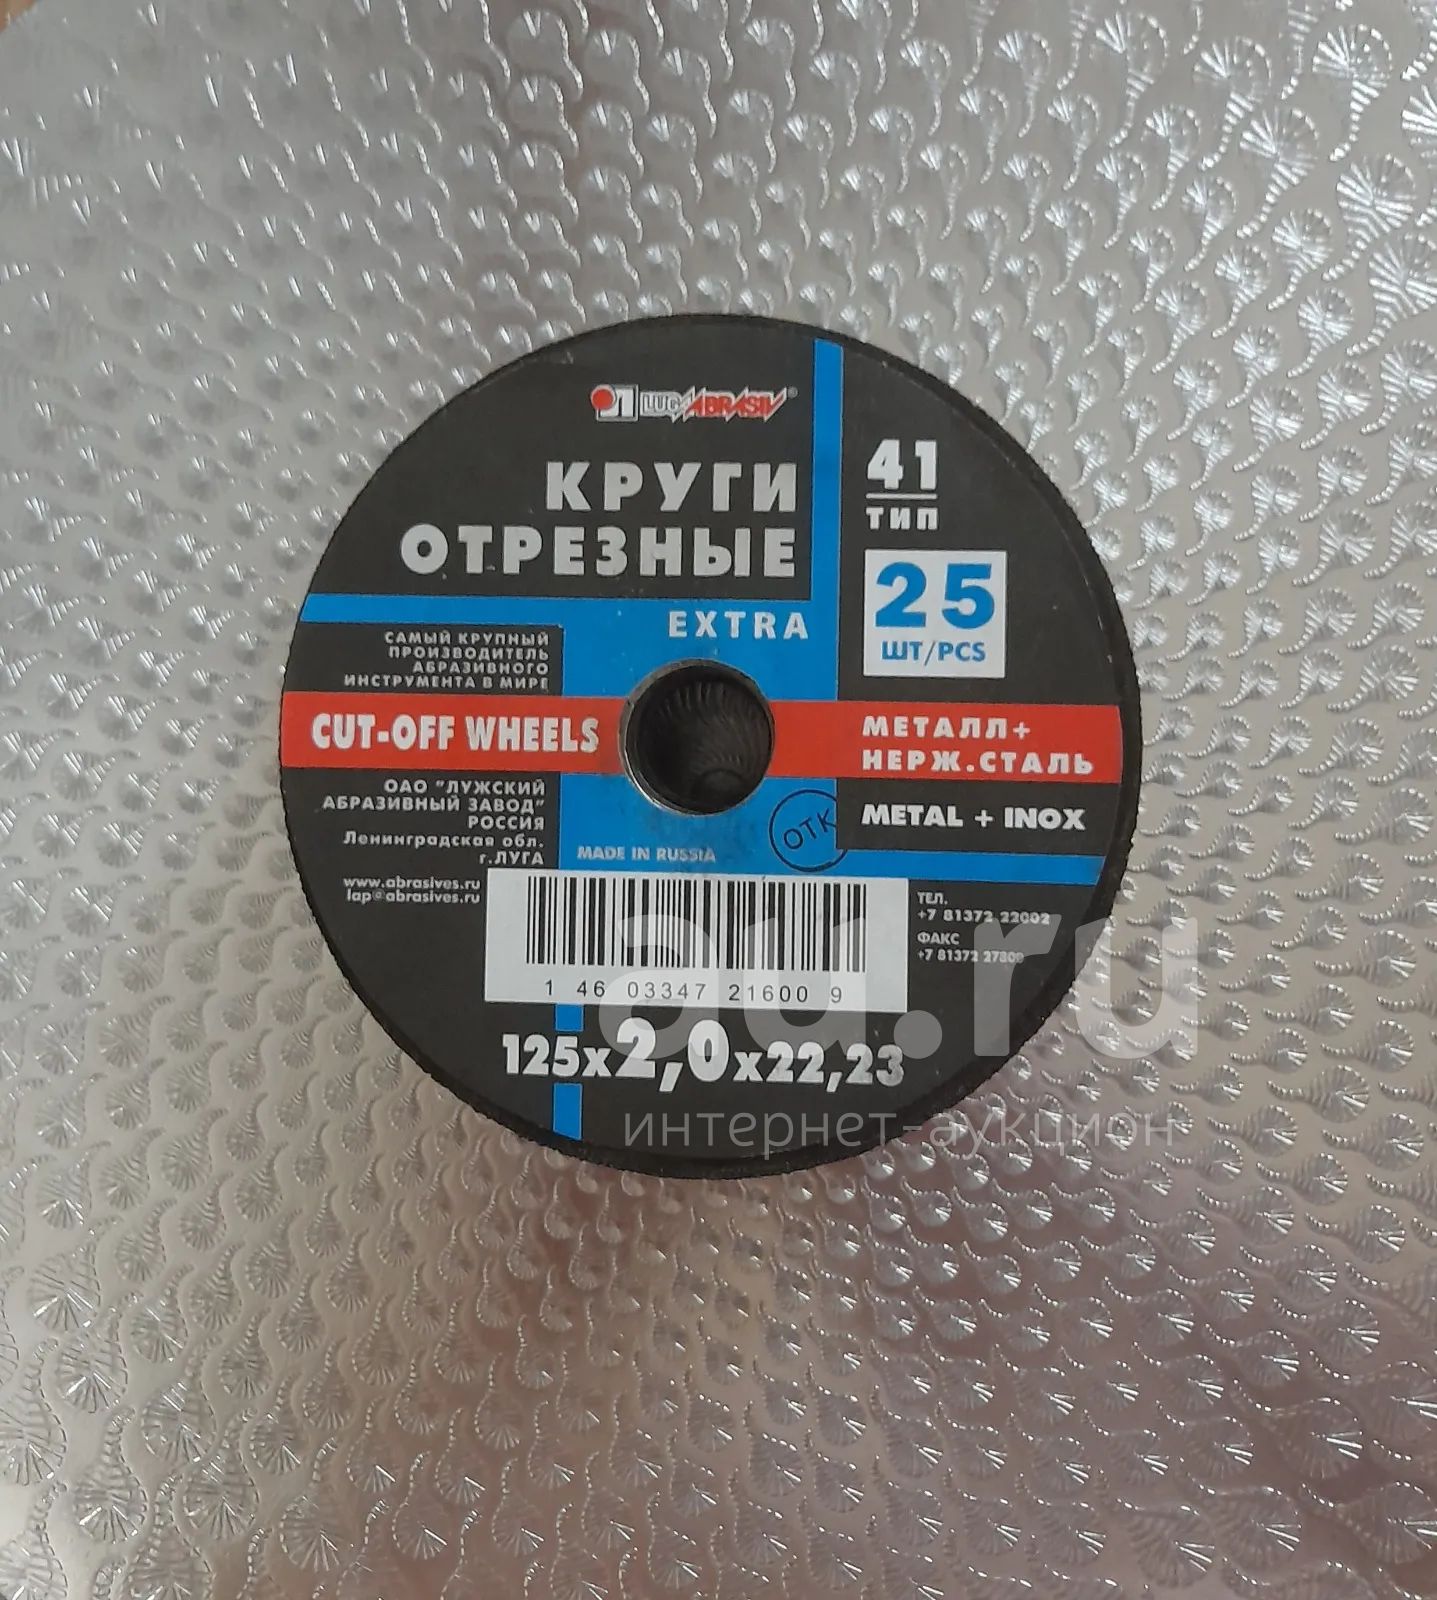 LUGAABRASIV®
КРУГИ
ОТРЕЗНЫЕ
EXTRA
41
ТИП
25
ШТ/PCS
САМЫЙ КРУПНЫЙ
ПРОИЗВОДИТЕЛЬ
АБРАЗИВНОГО
ИНСТРУМЕНТА В МИРЕ
CUT-OFF WHEELS
МЕТАЛЛ+
НЕРЖ.СТАЛЬ
METAL + INOX
ОТК
ОАО "ЛУЖСКИЙ
АБРАЗИВНЫЙ ЗАВОД"
РОССИЯ
Ленинградская обл.
г.ЛУГА
MADE IN RUSSIA
www.abrasives.ru
lap@abrasives.ru
ТЕЛ.
+7 81372 22002
ФАКС
+7 81372 27809
1 46 03347 21600 9
125x2,0x22,23
au.ru
интернет-аукцион